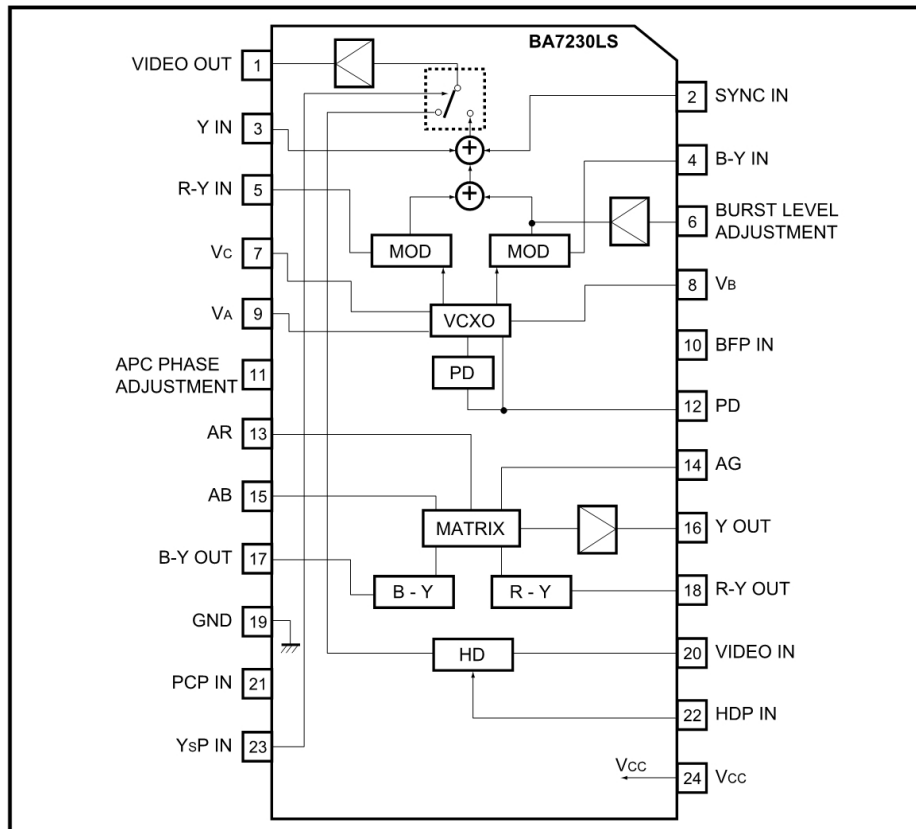 BA7230LS
VIDEO OUT 1
2 SYNC IN
Y IN 3
+
4 B-Y IN
R-Y IN 5
+
6 BURST LEVEL
ADJUSTMENT
MOD MOD
VC 7
8 VB
VA 9
VCXO
10 BFP IN
APC PHASE
ADJUSTMENT 11
PD
12 PD
AR 13
14 AG
AB 15
MATRIX
16 Y OUT
B-Y OUT 17
B - Y R - Y
18 R-Y OUT
GND 19
HD
20 VIDEO IN
PCP IN 21
22 HDP IN
YSP IN 23
VCC
24 VCC